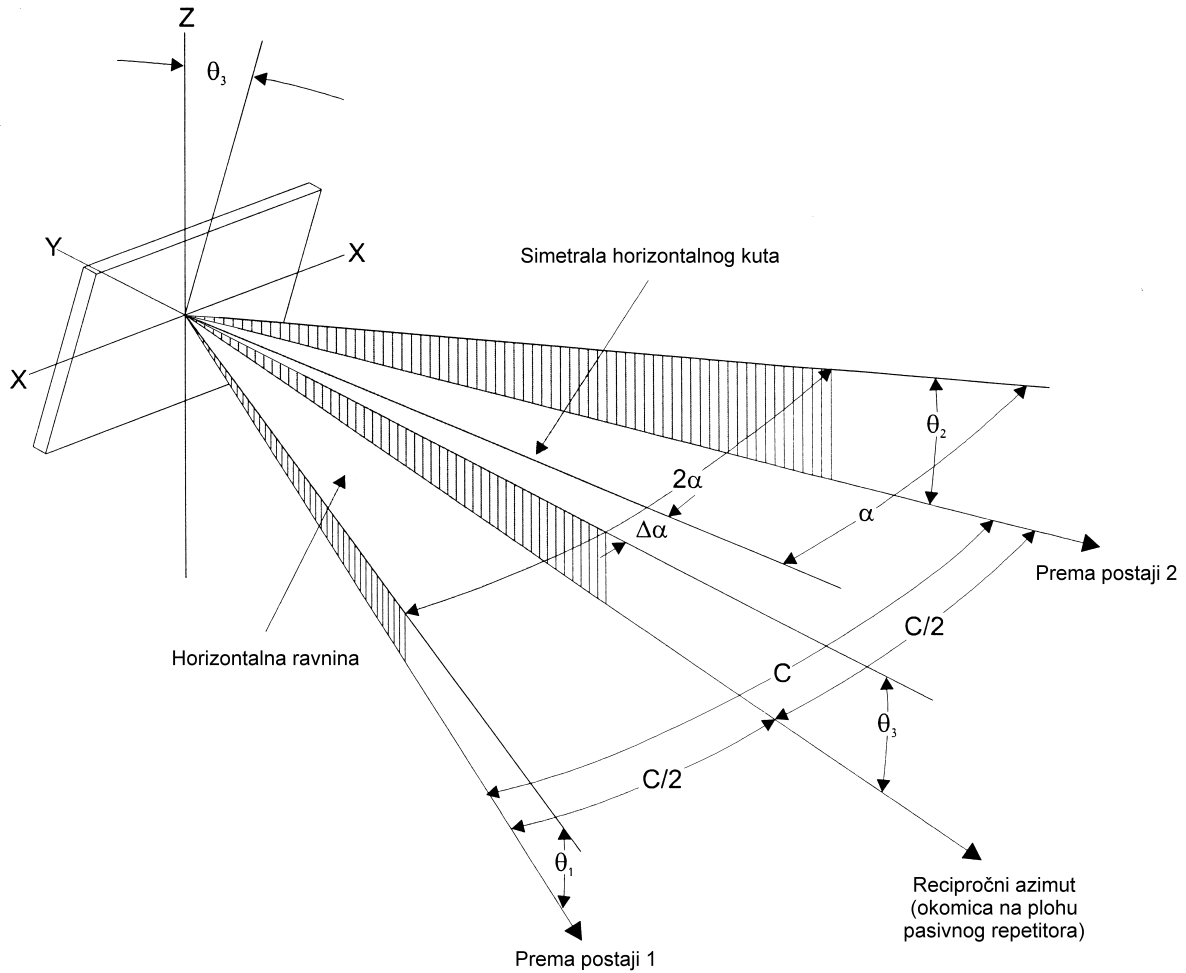 Z
θ₃
Y
X
Simetrala horizontalnog kuta
X
θ₂
2α
α
Δα
Prema postaji 2
C/2
Horizontalna ravnina
C
θ₃
C/2
θ₁
Recipročni azimut
(okomica na plohu
pasivnog repetitora)
Prema postaji 1